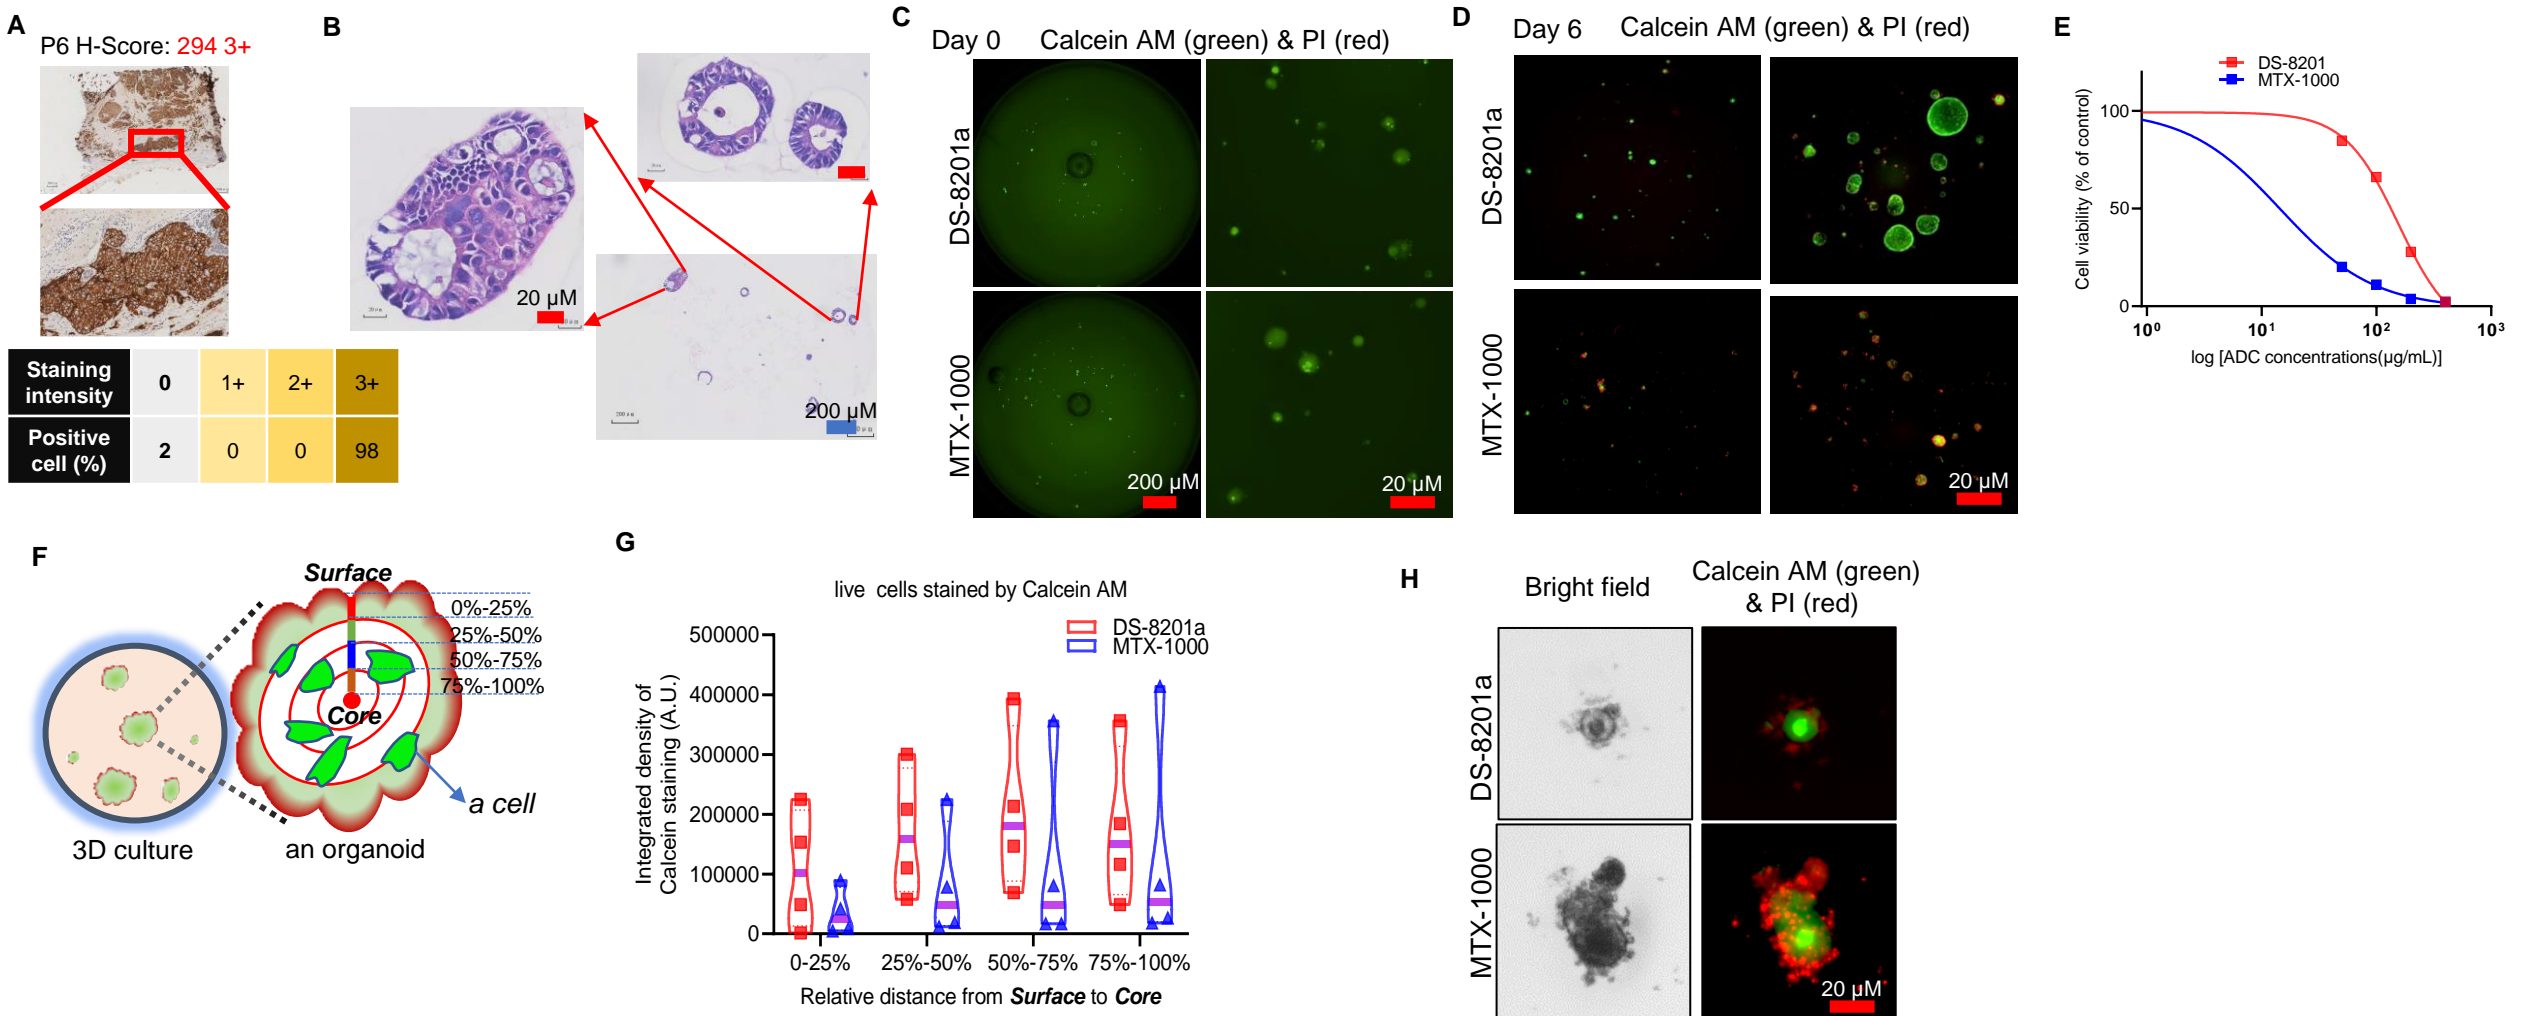 A
P6 H-Score: 294 3+
Staining intensity 0 1+ 2+ 3+
Positive cell (%) 2 0 0 98
B
20 µM
200 µM
C
Day 0 Calcein AM (green) & PI (red)
DS-8201a
MTX-1000
200 µM
20 µM
D
Day 6 Calcein AM (green) & PI (red)
DS-8201a
MTX-1000
20 µM
E
DS-8201
MTX-1000
Cell viability (% of control)
100
50
0
10⁰ 10¹ 10² 10³
log [ADC concentrations(µg/mL)]
F
Surface
0%-25%
25%-50%
50%-75%
75%-100%
Core
a cell
3D culture
an organoid
G
live cells stained by Calcein AM
DS-8201a
MTX-1000
Integrated density of
Calcein staining (A.U.)
500000
400000
300000
200000
100000
0
0-25% 25%-50% 50%-75% 75%-100%
Relative distance from Surface to Core
H
Bright field
Calcein AM (green)
& PI (red)
DS-8201a
MTX-1000
20 µM